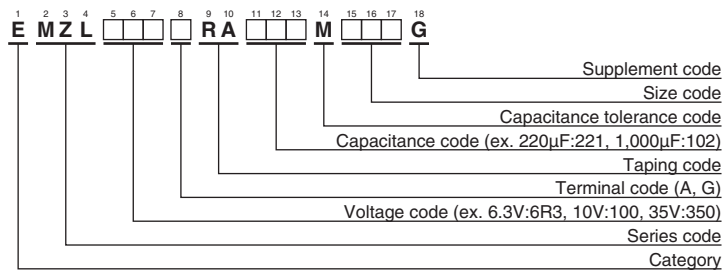 1 2 3 4 5 6 7 8 9 10 11 12 13 14 15 16 17 18
E M Z L □□□ □ R A □□□ M □□□ G
Supplement code
Size code
Capacitance tolerance code
Capacitance code (ex. 220µF:221, 1,000µF:102)
Taping code
Terminal code (A, G)
Voltage code (ex. 6.3V:6R3, 10V:100, 35V:350)
Series code
Category